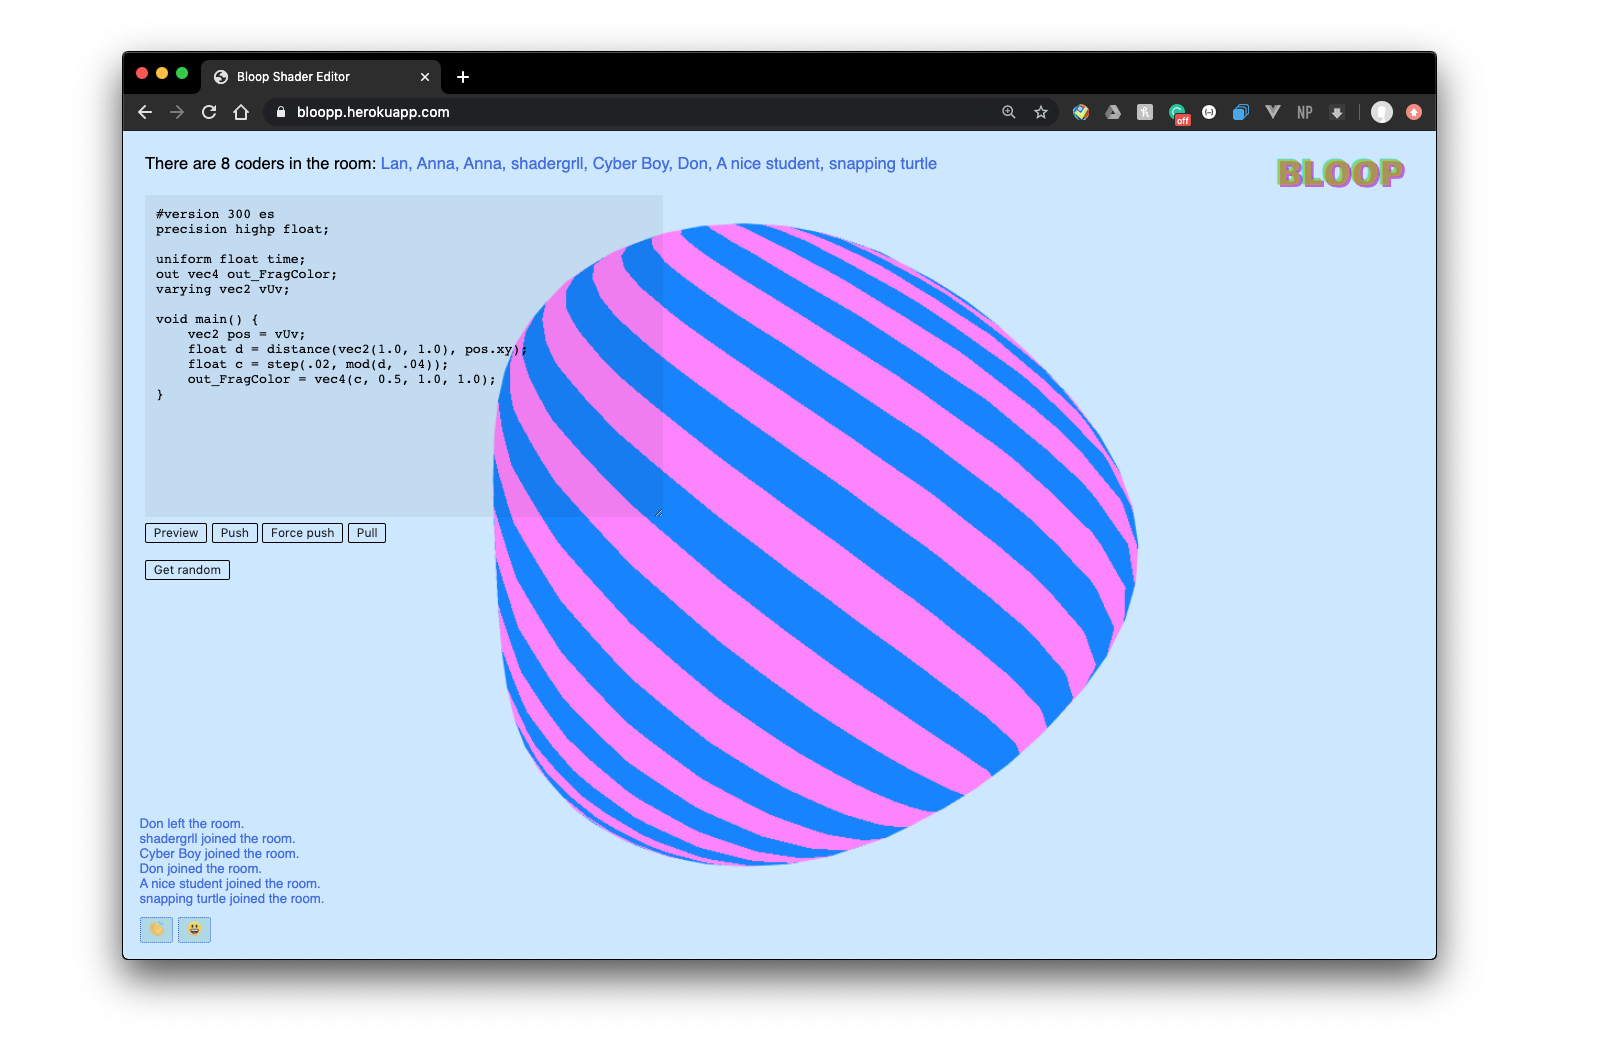 Bloop Shader Editor
bloopp.herokuapp.com
off
NP
There are 8 coders in the room: Lan, Anna, Anna, shadergrll, Cyber Boy, Don, A nice student, snapping turtle
BLOOP
#version 300 es
precision highp float;
uniform float time;
out vec4 out_FragColor;
varying vec2 vUv;
void main() {
vec2 pos = vUv;
float d = distance(vec2(1.0, 1.0), pos.xy);
float c = step(.02, mod(d, .04));
out_FragColor = vec4(c, 0.5, 1.0, 1.0);
}
Preview Push Force push Pull
Get random
Don left the room.
shadergrll joined the room.
Cyber Boy joined the room.
Don joined the room.
A nice student joined the room.
snapping turtle joined the room.